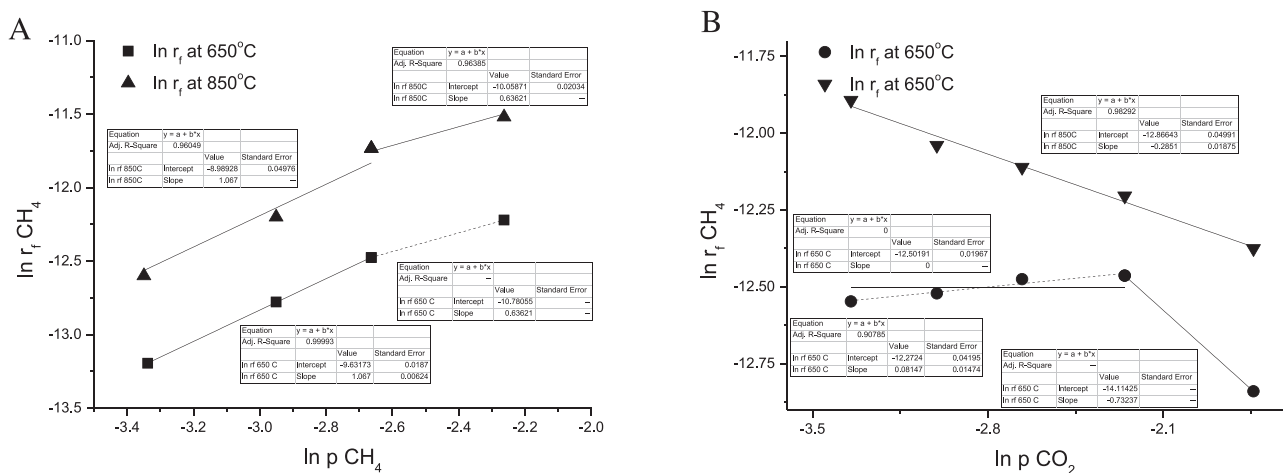 A
-11.0
-11.5
-12.0
-12.5
-13.0
-13.5
ln r_f CH_4
ln r_f at 650°C
ln r_f at 850°C
Equation y = a + b*x
Adj. R-Square 0.96385
Value Standard Error
ln rf 850C Intercept -10.05871 0.02034
ln rf 850C Slope 0.63621 --
Equation y = a + b*x
Adj. R-Square 0.96049
Value Standard Error
ln rf 850C Intercept -8.98928 0.04976
ln rf 850C Slope 1.067 --
Equation y = a + b*x
Adj. R-Square --
Value Standard Error
ln rf 650 C Intercept -10.78055 --
ln rf 650 C Slope 0.63621 --
Equation y = a + b*x
Adj. R-Square 0.99993
Value Standard Error
ln rf 650 C Intercept -9.63173 0.0187
ln rf 650 C Slope 1.067 0.00624
-3.4 -3.2 -3.0 -2.8 -2.6 -2.4 -2.2 -2.0
ln p CH_4
B
-11.75
-12.00
-12.25
-12.50
-12.75
ln r_f CH_4
ln r_f at 650°C
ln r_f at 650°C
Equation y = a + b*x
Adj. R-Square 0.98292
Value Standard Error
ln rf 850C Intercept -12.86643 0.04991
ln rf 850C Slope -0.2851 0.01875
Equation y = a + b*x
Adj. R-Square 0
Value Standard Error
ln rf 650 C Intercept -12.50191 0.01967
ln rf 650 C Slope 0 --
Equation y = a + b*x
Adj. R-Square 0.90785
Value Standard Error
ln rf 650 C Intercept -12.2724 0.04195
ln rf 650 C Slope 0.08147 0.01474
Equation y = a + b*x
Adj. R-Square --
Value Standard Error
ln rf 650 C Intercept -14.11425 --
ln rf 650 C Slope -0.73237 --
-3.5 -2.8 -2.1
ln p CO_2